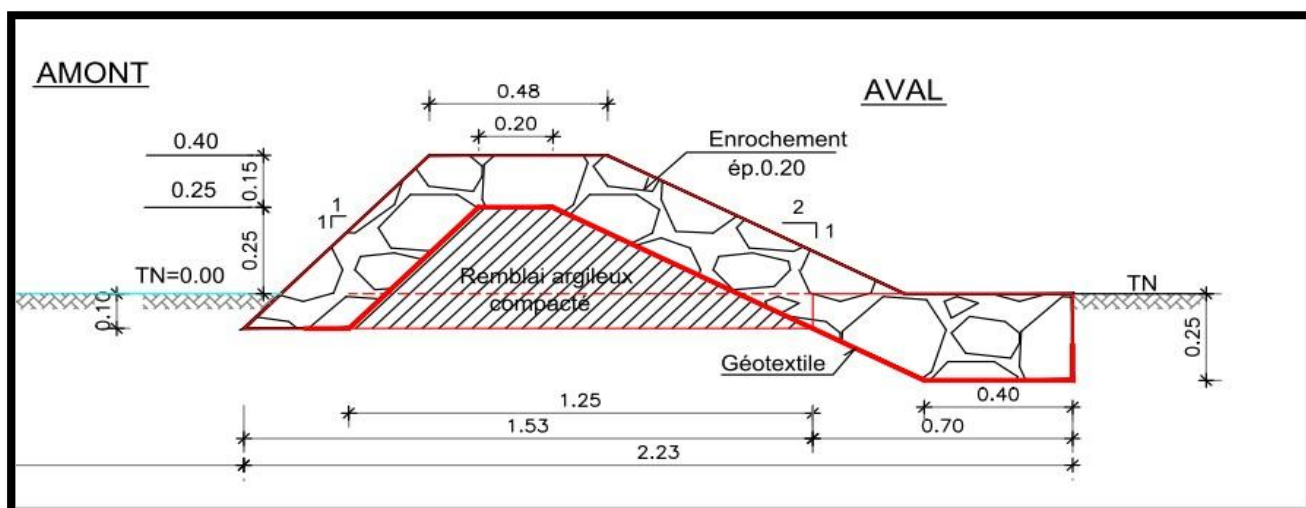 AMONT
AVAL
0.48
0.20
0.40
0.15
0.25
0.25
Enrochement
ép.0.20
1
1
2
1
TN=0.00
TN
0.10
Remblai argileux
compacté
0.25
Géotextile
0.40
1.25
1.53
0.70
2.23